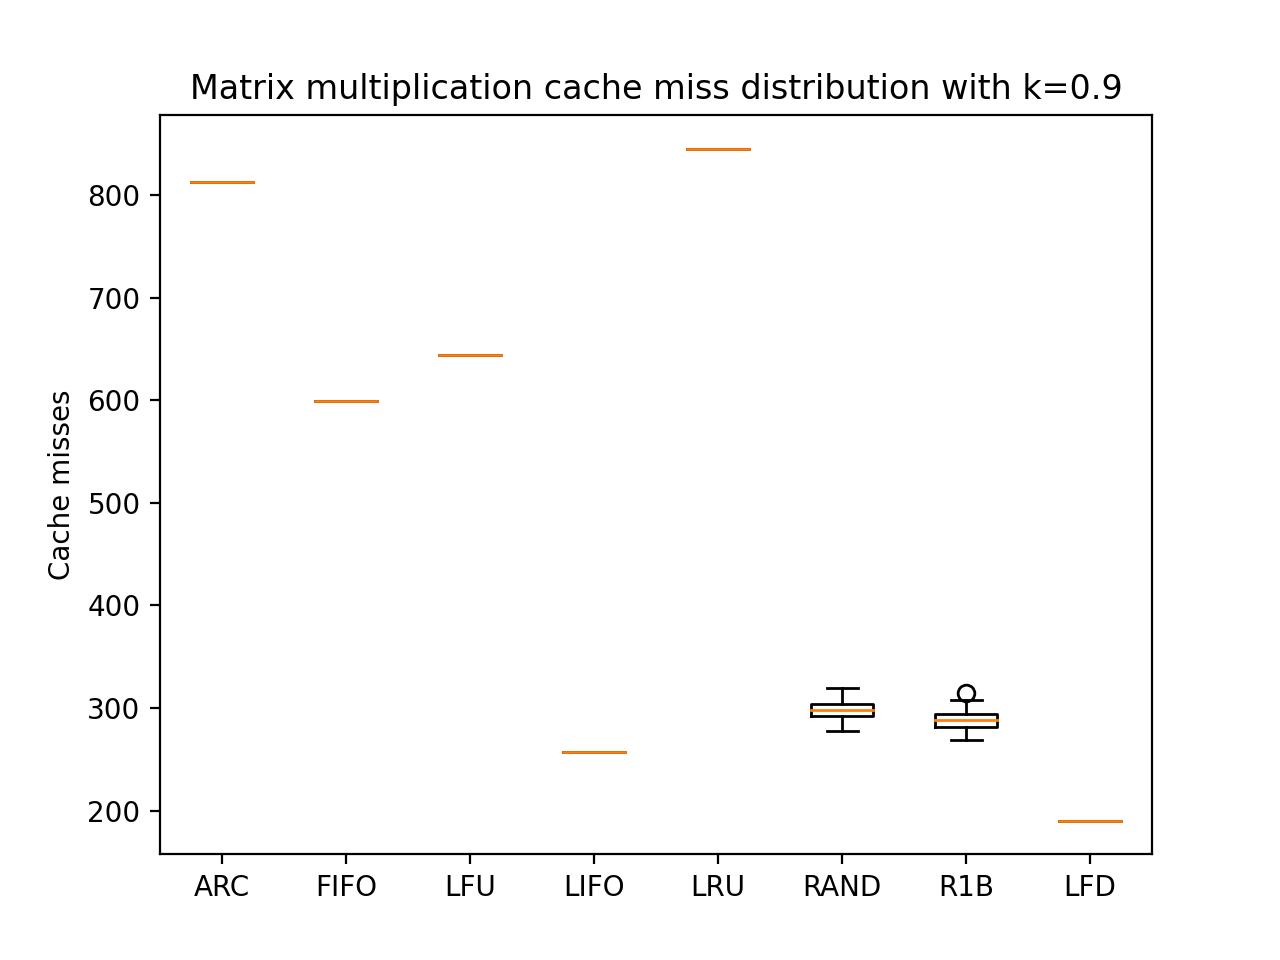 Matrix multiplication cache miss distribution with k=0.9
Cache misses
800
700
600
500
400
300
200
ARC FIFO LFU LIFO LRU RAND R1B LFD